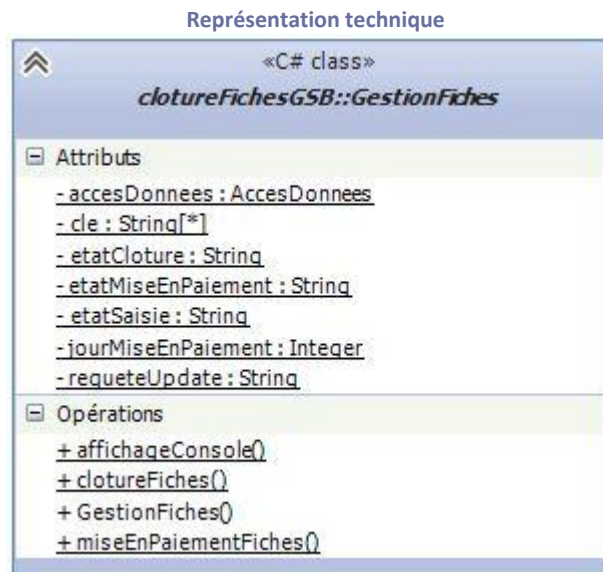 Représentation technique
«C# class»
clotureFichesGSB::GestionFiches
Attributs
- accesDonnees : AccesDonnees
- cle : String[*]
- etatCloture : String
- etatMiseEnPaiement : String
- etatSaisie : String
- jourMiseEnPaiement : Integer
- requeteUpdate : String
Opérations
+ affichageConsole()
+ clotureFiches()
+ GestionFiches()
+ miseEnPaiementFiches()